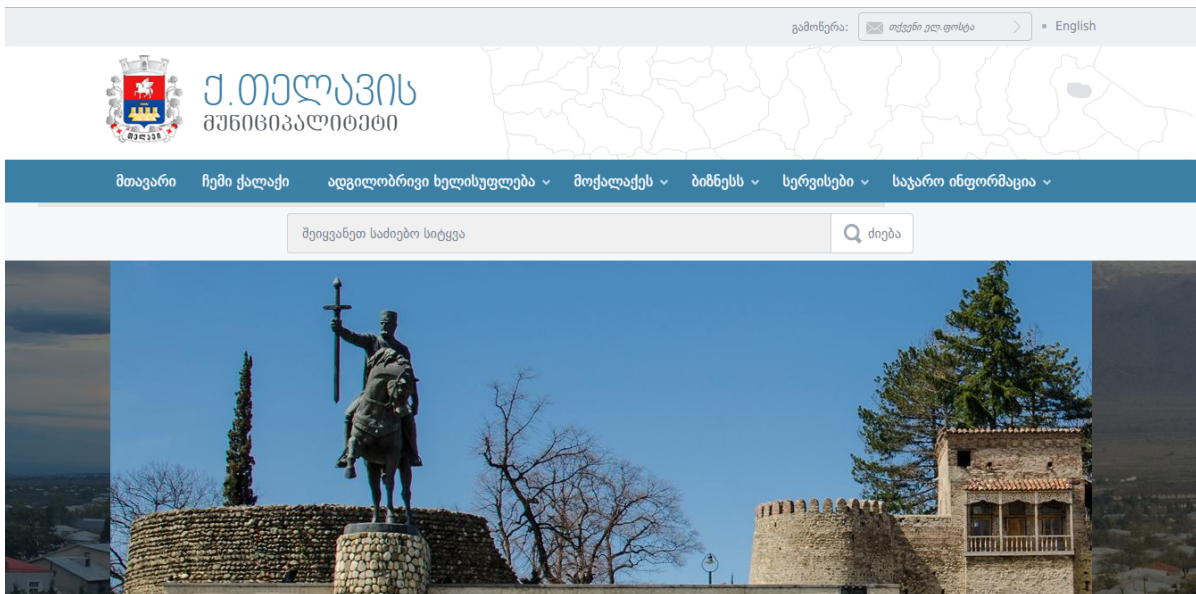 გამოწერა: თქვენი ელ.ფოსტა English
ქ.თელავის
მუნიციპალიტეტი
თელავი
მთავარი ჩემი ქალაქი ადგილობრივი ხელისუფლება მოქალაქეს ბიზნესს სერვისები საჯარო ინფორმაცია
შეიყვანეთ საძიებო სიტყვა ძიება